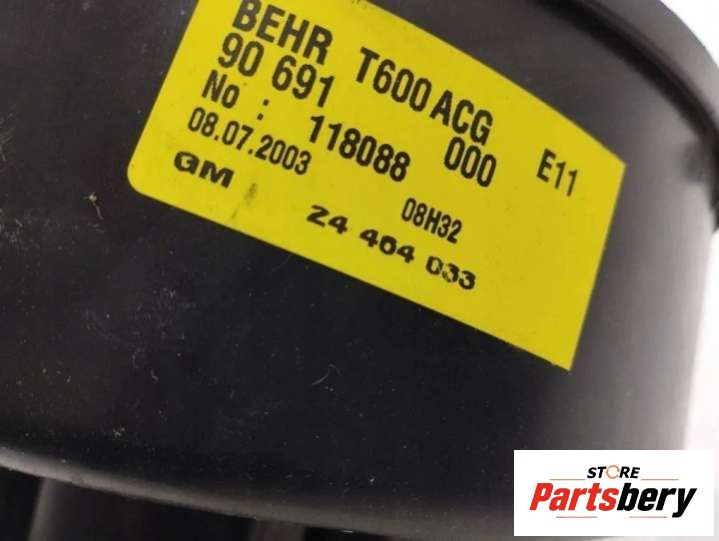 BEHR T600ACG E11
90 691 000
No : 118088
08.07.2003 08H32
GM 24 464 033
STORE
Partsbery